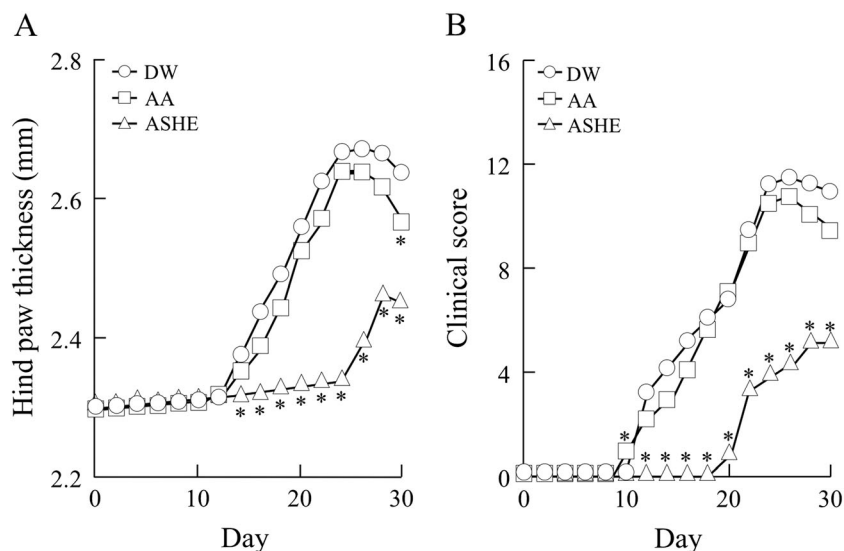 A
Hind paw thickness (mm)
2.8
2.6
2.4
2.2
DW
AA
ASHE
*
* * * * * * * * *
0 10 20 30
Day
B
Clinical score
16
12
8
4
0
DW
AA
ASHE
* * * * * * * * * * *
0 10 20 30
Day